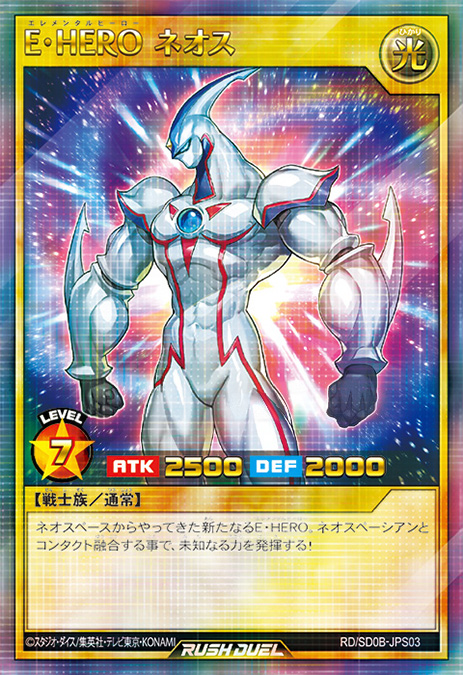 エレメンタルヒーロー
E・HERO ネオス
ひかり
光
LEVEL
7
ATK 2500 DEF 2000
【戦士族／通常】
ネオスペースからやってきた新たなるE・HERO。ネオスペーシアンと
コンタクト融合する事で、未知なる力を発揮する!
©スタジオ・ダイス/集英社・テレビ東京・KONAMI
RUSH DUEL
RD/SD0B-JPS03